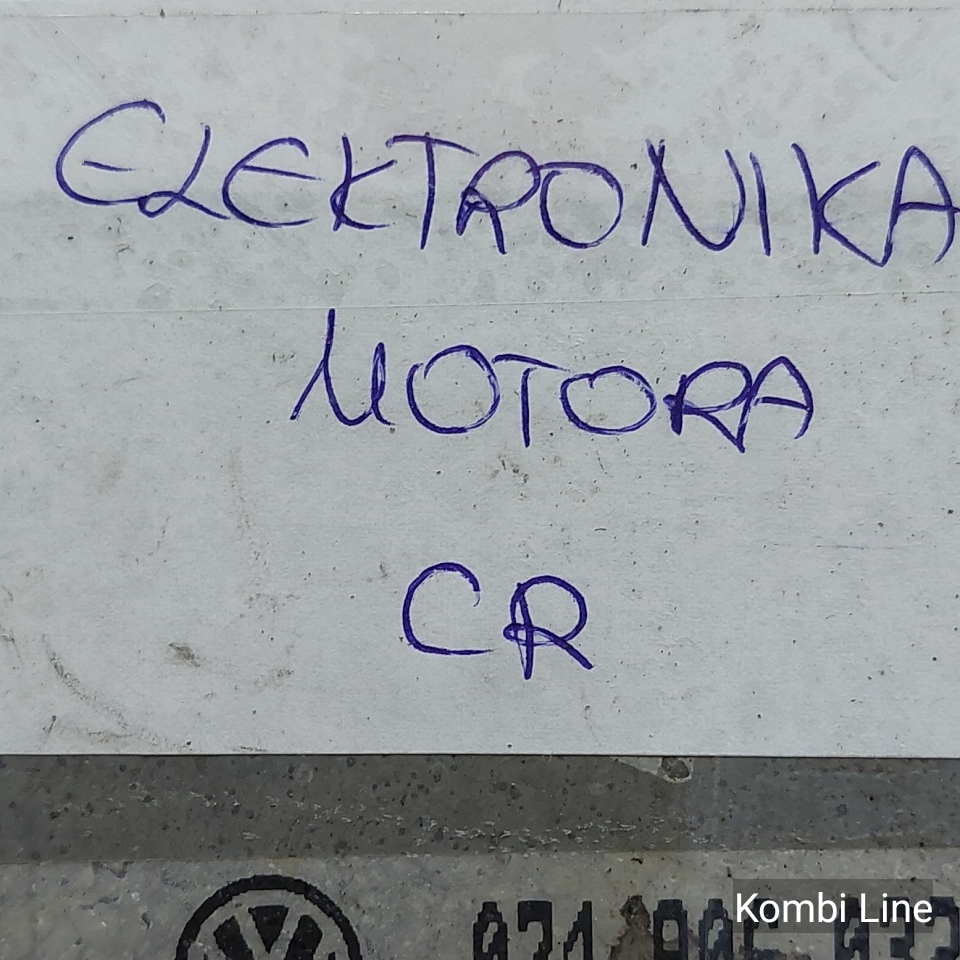 ELEKTRONIKA
MOTORA
CR
Kombi Line